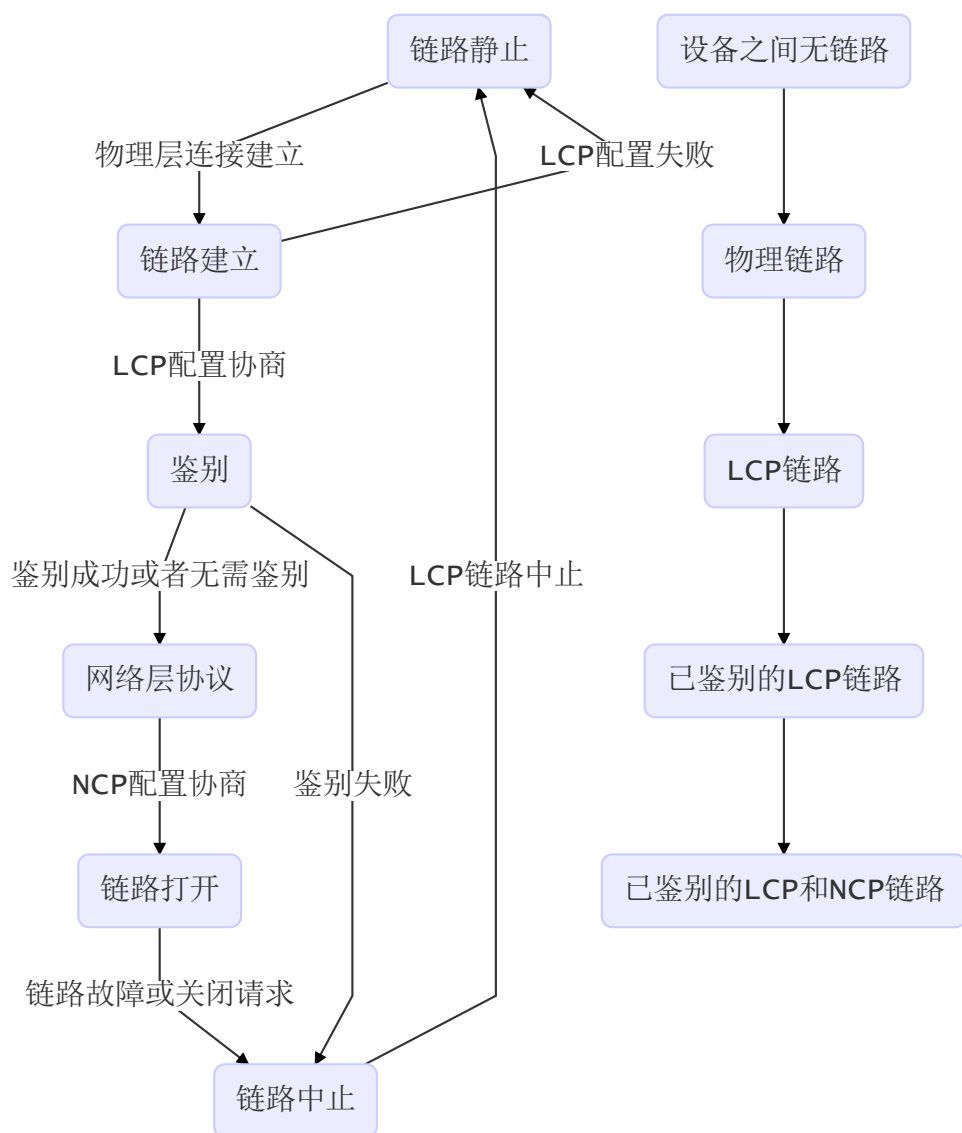 链路静止
设备之间无链路
物理层连接建立
LCP配置失败
链路建立
物理链路
LCP配置协商
鉴别
LCP链路
鉴别成功或者无需鉴别
LCP链路中止
网络层协议
已鉴别的LCP链路
NCP配置协商
鉴别失败
链路打开
已鉴别的LCP和NCP链路
链路故障或关闭请求
链路中止